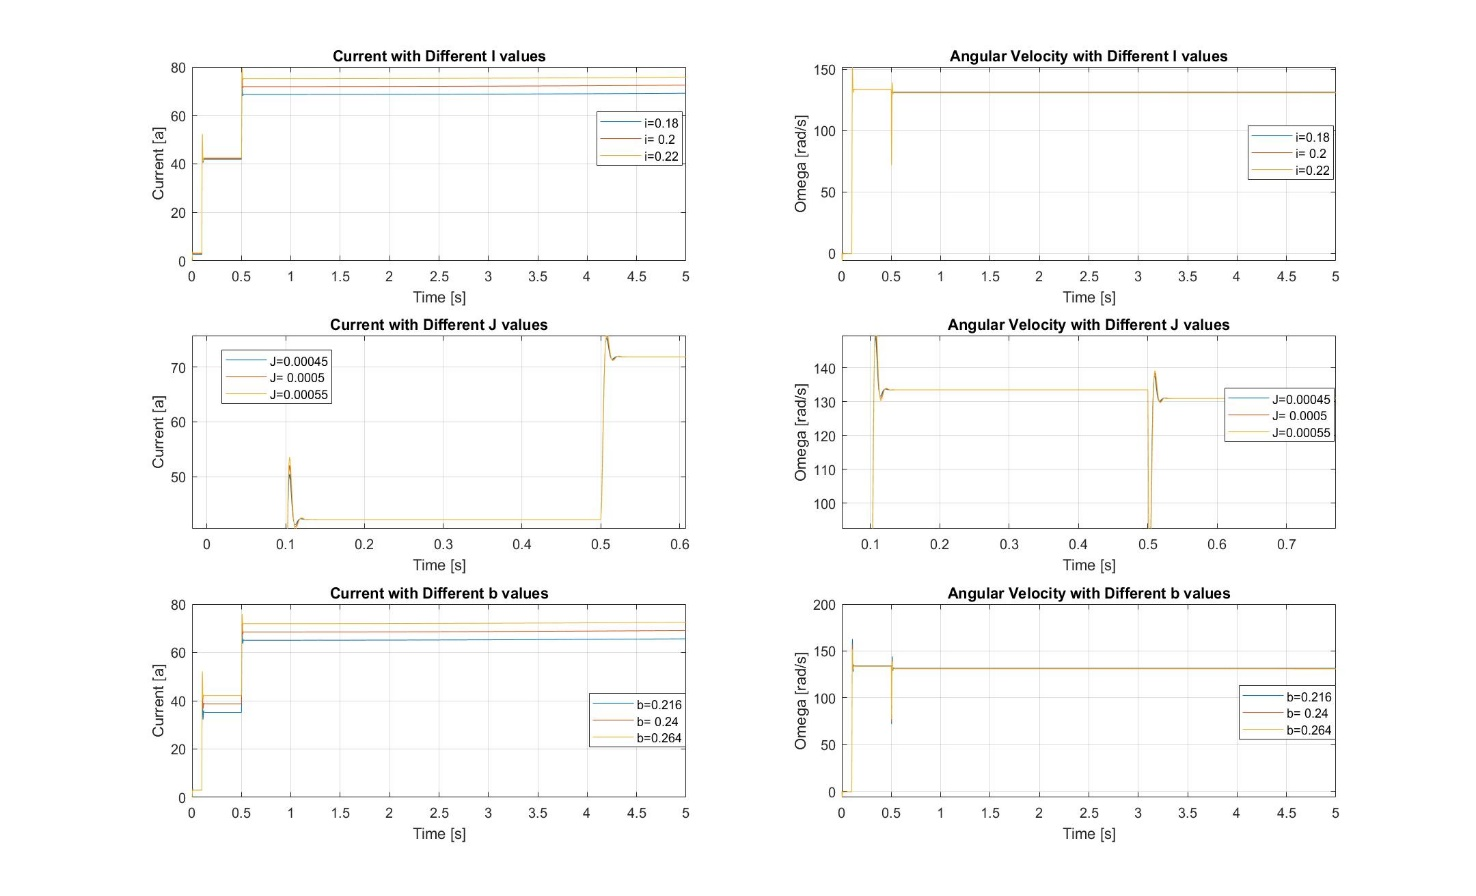 Current with Different I values
80
60
40
20
0
Current [a]
i=0.18
i= 0.2
i=0.22
0 0.5 1 1.5 2 2.5 3 3.5 4 4.5 5
Time [s]
Angular Velocity with Different I values
150
100
50
0
Omega [rad/s]
i=0.18
i= 0.2
i=0.22
0 0.5 1 1.5 2 2.5 3 3.5 4 4.5 5
Time [s]
Current with Different J values
70
60
50
Current [a]
J=0.00045
J= 0.0005
J=0.00055
0 0.1 0.2 0.3 0.4 0.5 0.6
Time [s]
Angular Velocity with Different J values
140
130
120
110
100
Omega [rad/s]
J=0.00045
J= 0.0005
J=0.00055
0.1 0.2 0.3 0.4 0.5 0.6 0.7
Time [s]
Current with Different b values
80
60
40
20
0
Current [a]
b=0.216
b= 0.24
b=0.264
0 0.5 1 1.5 2 2.5 3 3.5 4 4.5 5
Time [s]
Angular Velocity with Different b values
200
150
100
50
0
Omega [rad/s]
b=0.216
b= 0.24
b=0.264
0 0.5 1 1.5 2 2.5 3 3.5 4 4.5 5
Time [s]